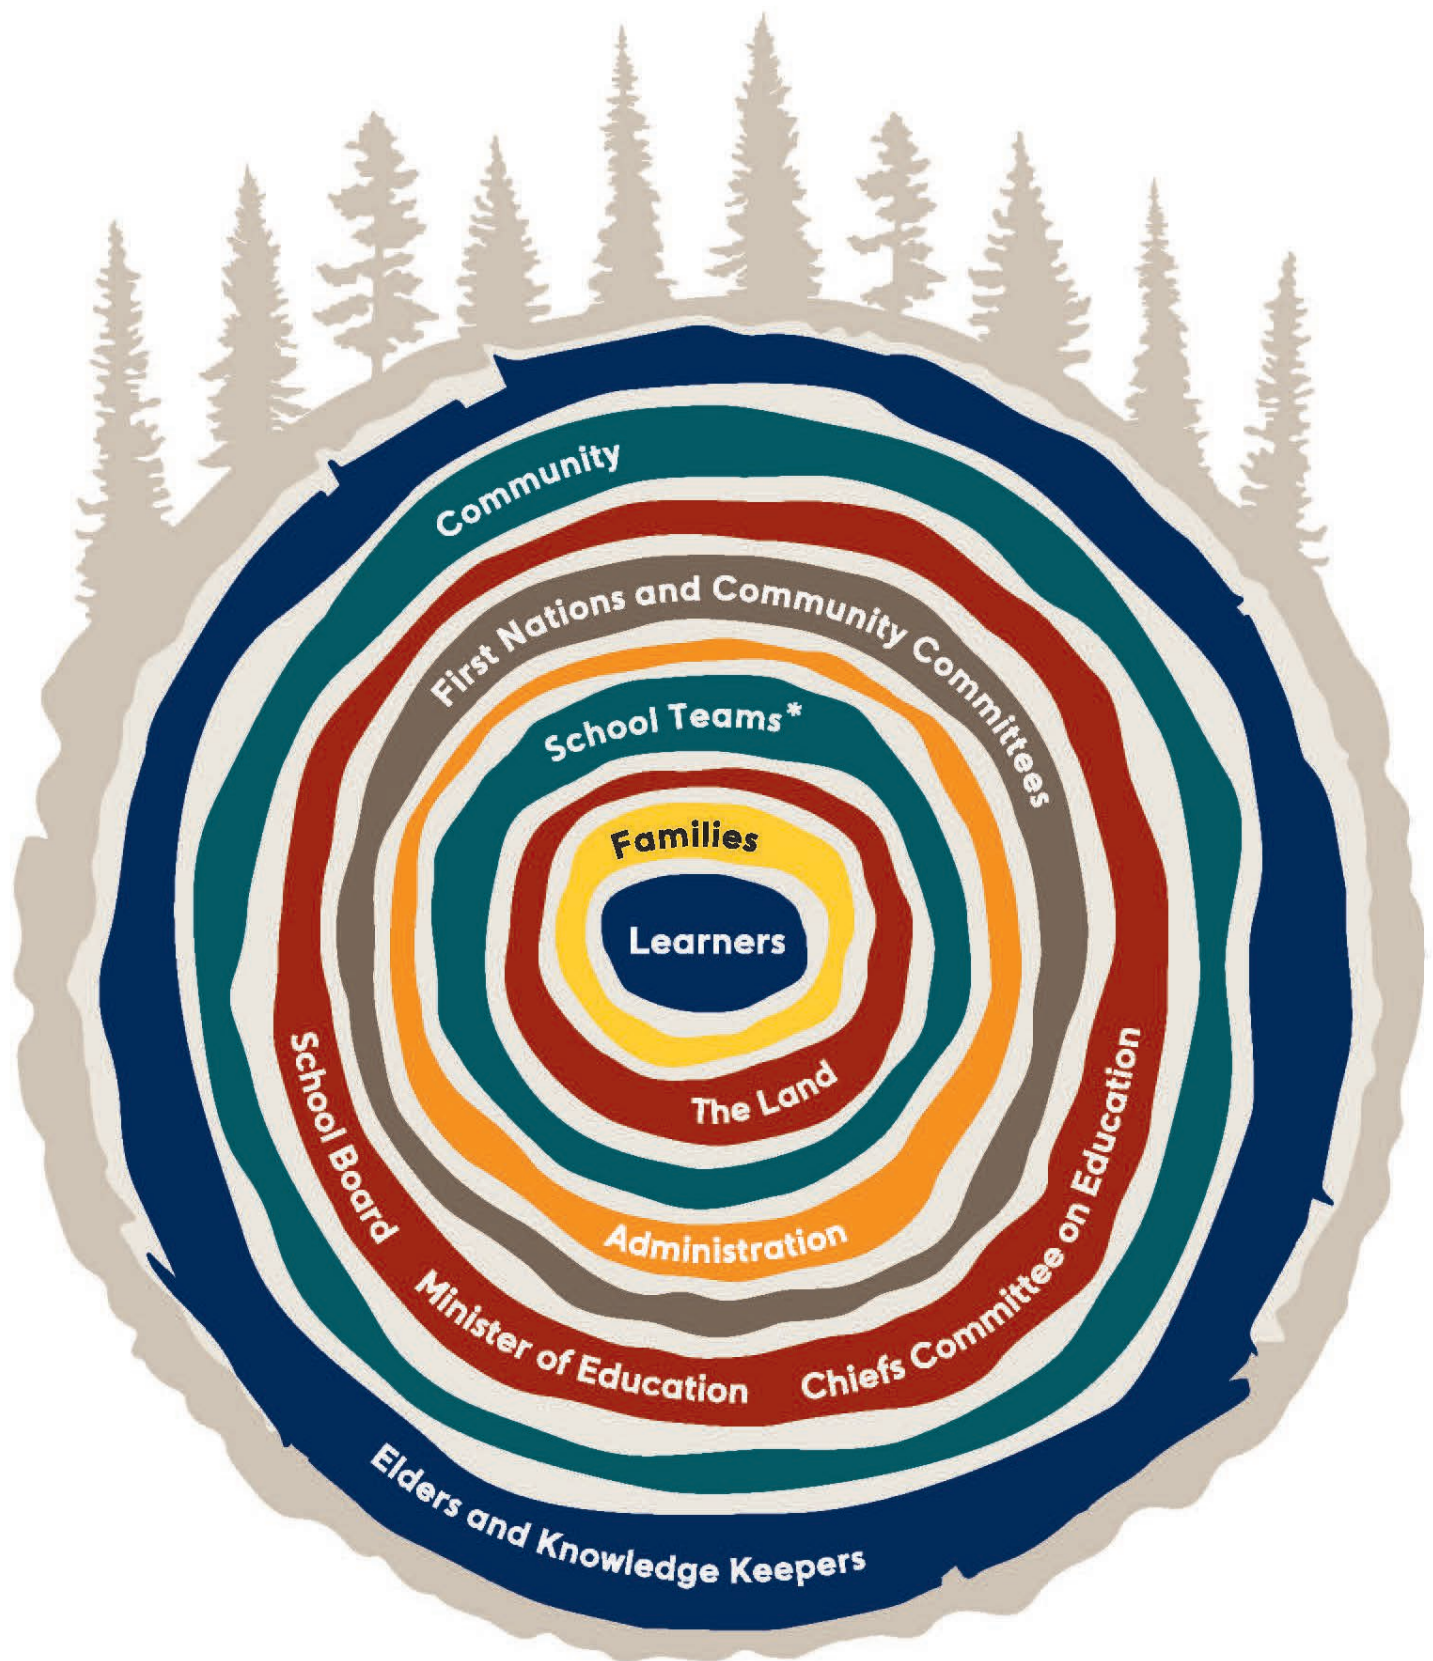 Community
First Nations and Community Committees
School Teams*
Families
Learners
The Land
Administration
School Board
Minister of Education
Chiefs Committee on Education
Elders and Knowledge Keepers